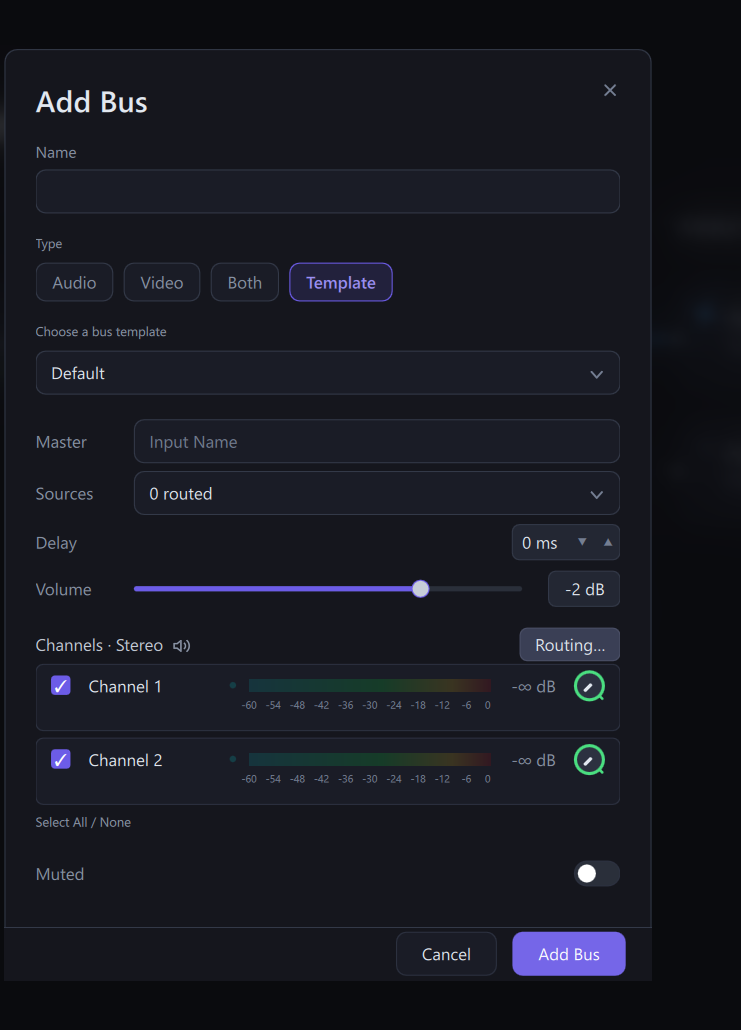 Add Bus
Name
Type
Audio Video Both Template
Choose a bus template
Default
Master Input Name
Sources 0 routed
Delay 0 ms ▼ ▲
Volume -2 dB
Channels · Stereo Routing...
Channel 1 -∞ dB
-60 -54 -48 -42 -36 -30 -24 -18 -12 -6 0
Channel 2 -∞ dB
-60 -54 -48 -42 -36 -30 -24 -18 -12 -6 0
Select All / None
Muted
Cancel Add Bus